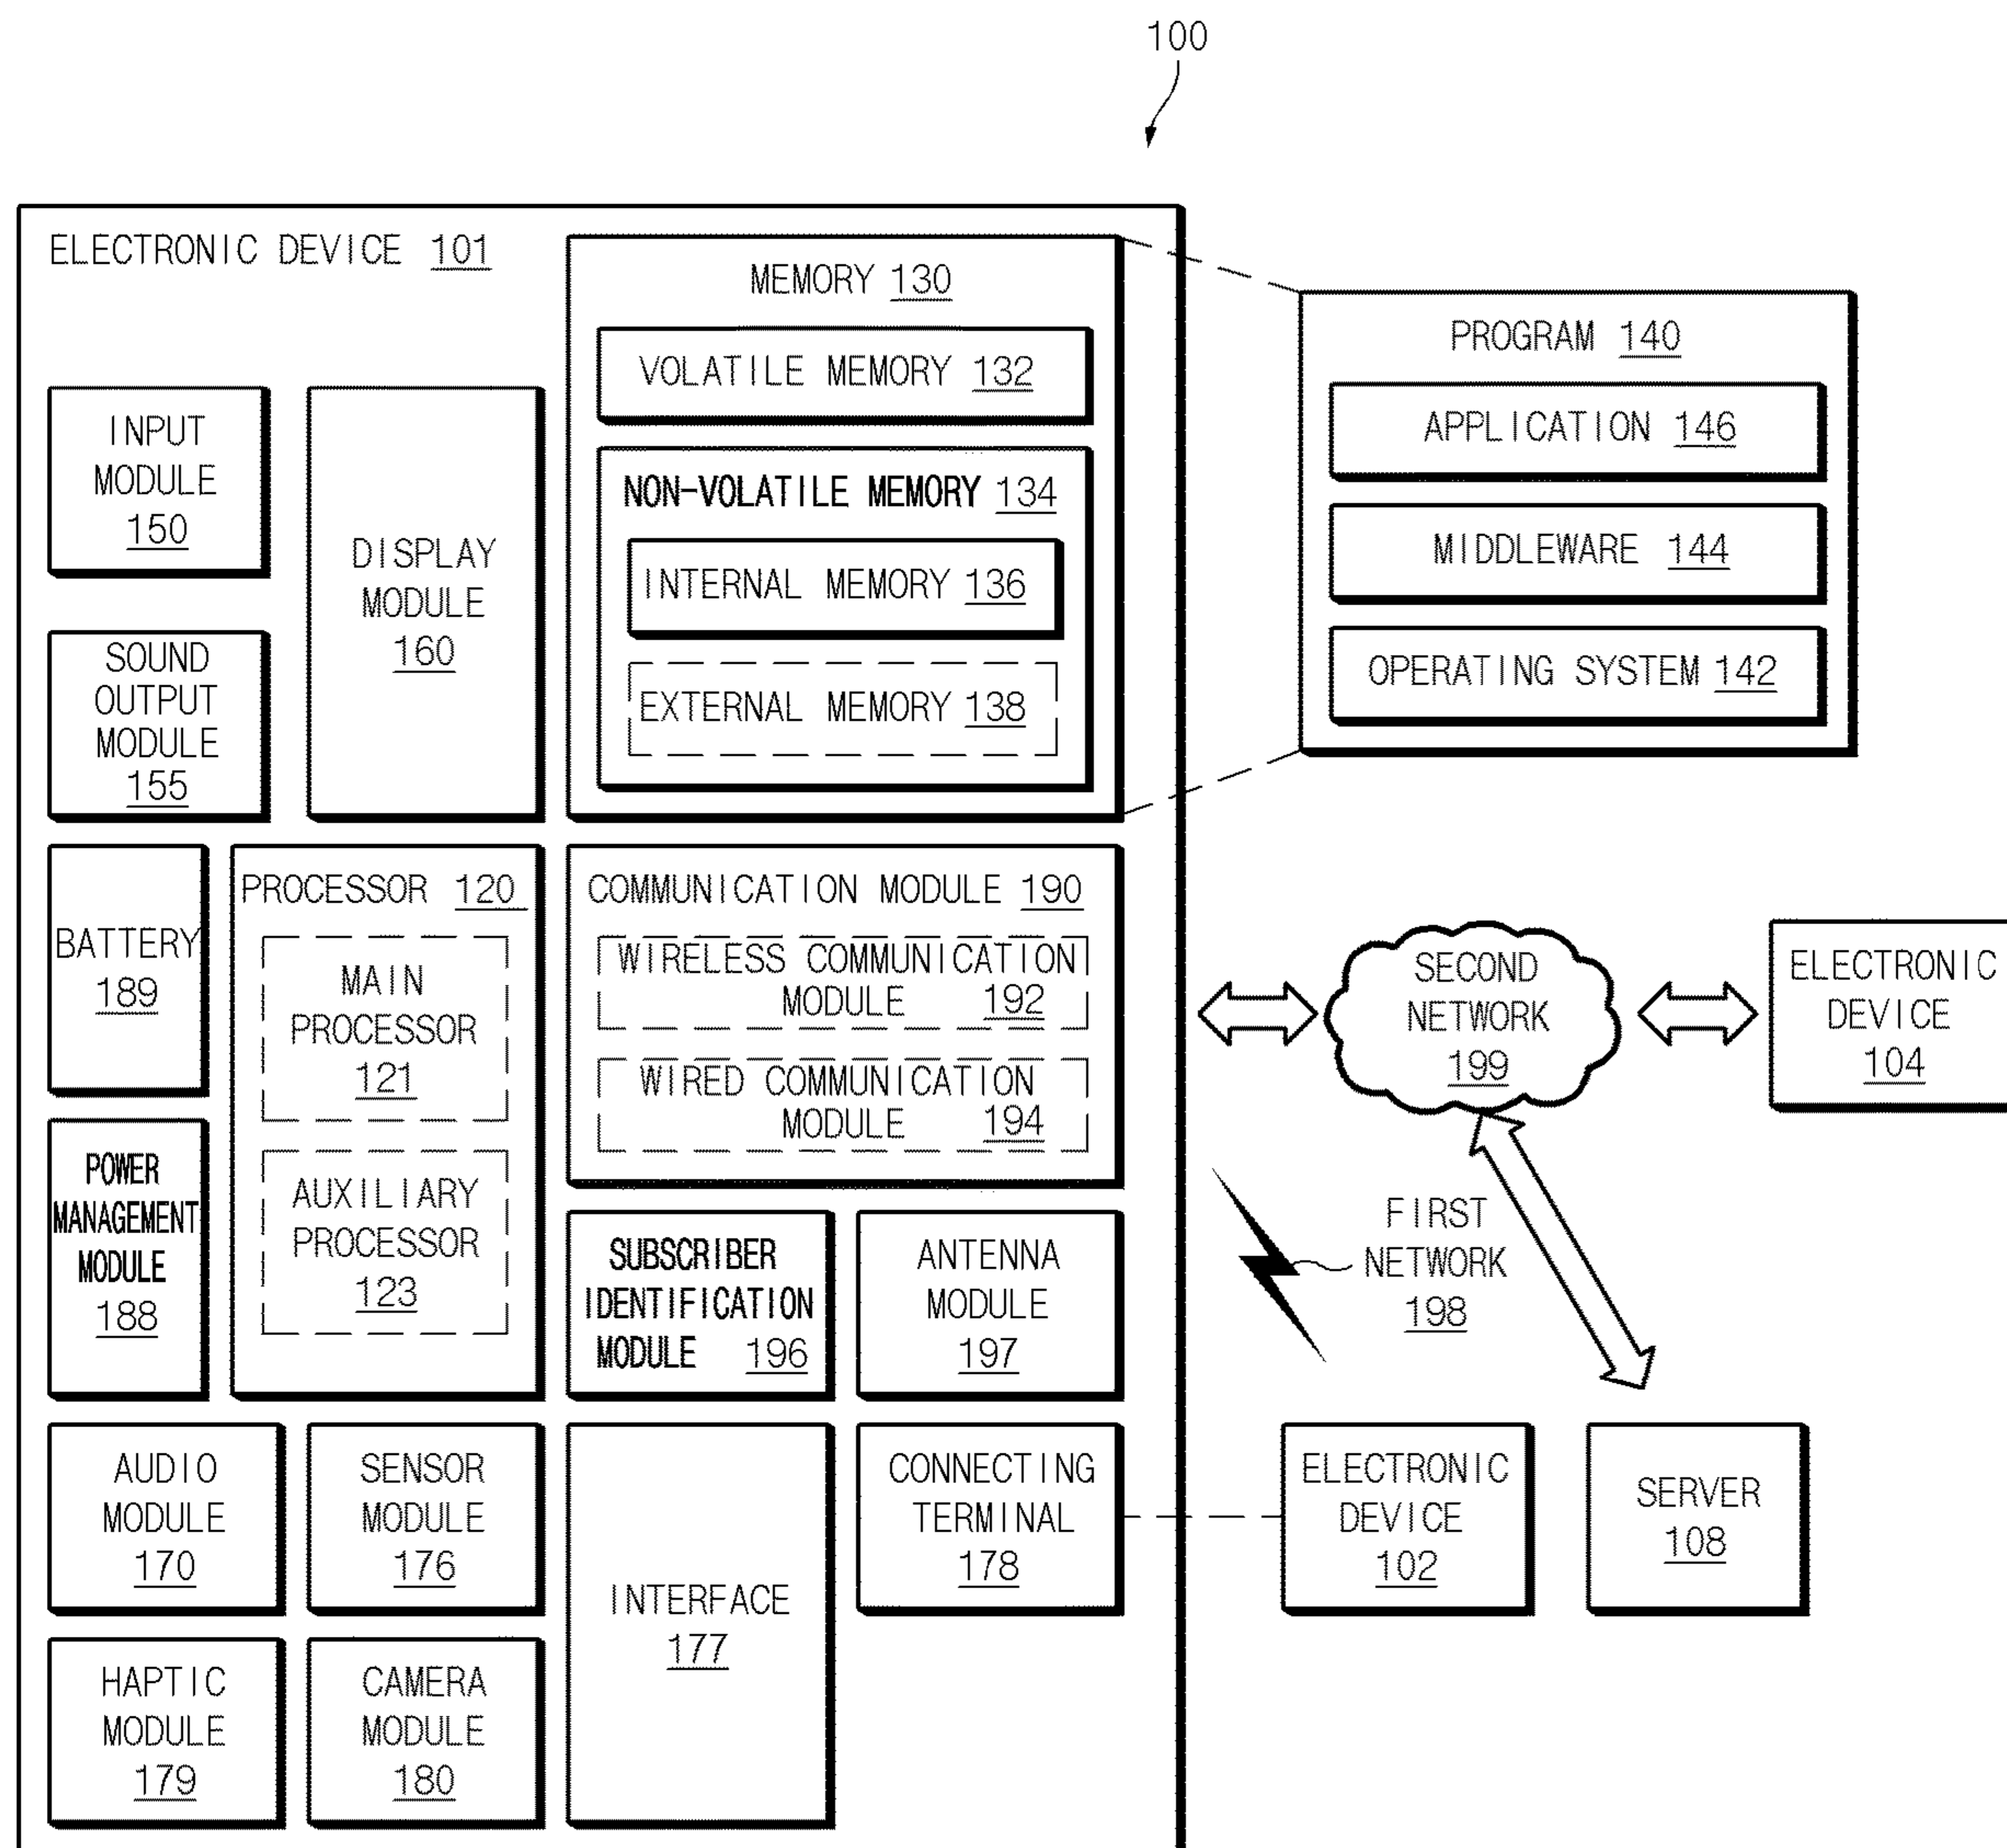 100
ELECTRONIC DEVICE 101
MEMORY 130
VOLATILE MEMORY 132
NON-VOLATILE MEMORY 134
INTERNAL MEMORY 136
EXTERNAL MEMORY 138
PROGRAM 140
APPLICATION 146
MIDDLEWARE 144
OPERATING SYSTEM 142
INPUT
MODULE
150
SOUND
OUTPUT
MODULE
155
DISPLAY
MODULE
160
BATTERY
189
POWER
MANAGEMENT
MODULE
188
PROCESSOR 120
MAIN
PROCESSOR
121
AUXILIARY
PROCESSOR
123
COMMUNICATION MODULE 190
WIRELESS COMMUNICATION
MODULE 192
WIRED COMMUNICATION
MODULE 194
SUBSCRIBER
IDENTIFICATION
MODULE 196
ANTENNA
MODULE
197
SECOND
NETWORK
199
ELECTRONIC
DEVICE
104
FIRST
NETWORK
198
AUDIO
MODULE
170
SENSOR
MODULE
176
INTERFACE
177
CONNECTING
TERMINAL
178
ELECTRONIC
DEVICE
102
SERVER
108
HAPTIC
MODULE
179
CAMERA
MODULE
180